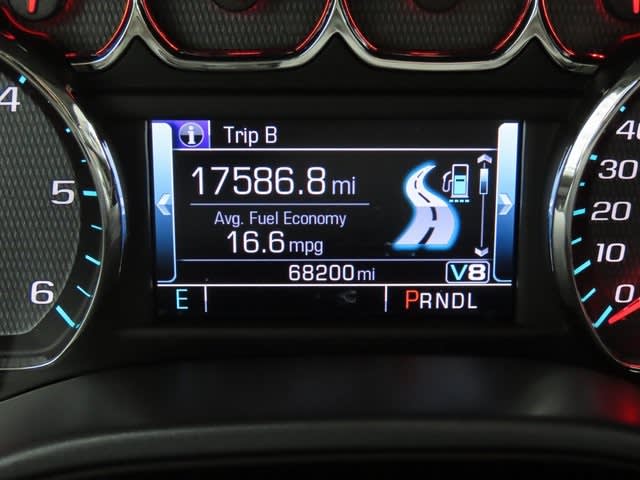 Trip B
17586.8 mi
Avg. Fuel Economy
16.6 mpg
68200 mi V8
E PRNDL
4
5
6
40
30
20
10
0